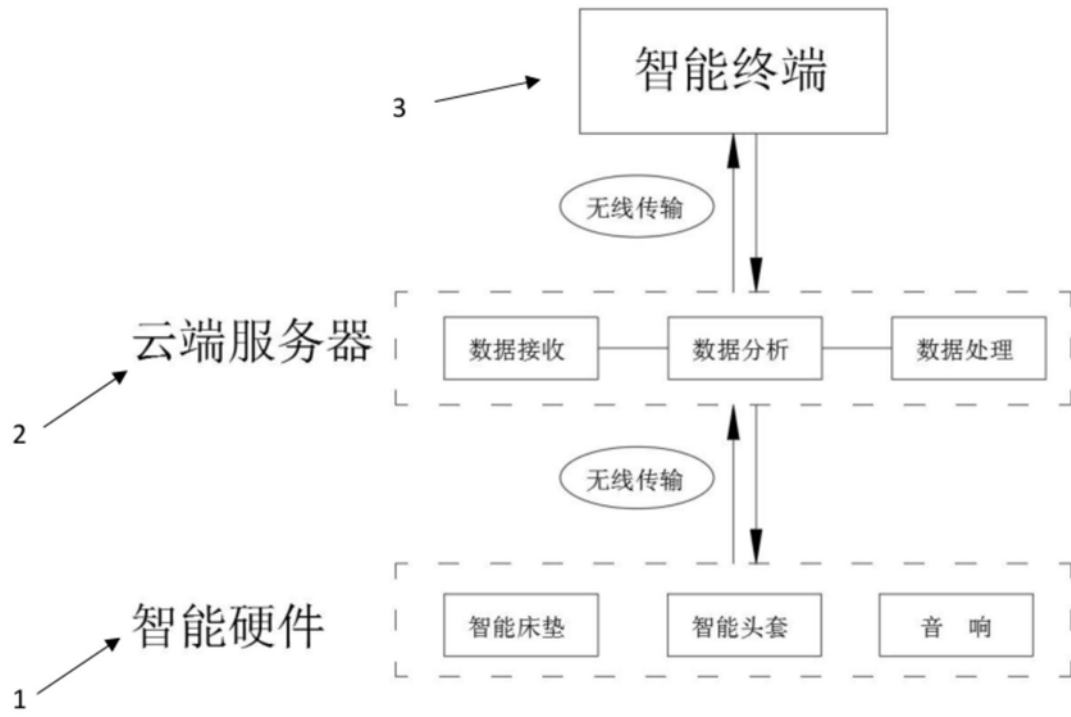 智能终端
3
无线传输
云端服务器
数据接收
数据分析
数据处理
2
无线传输
智能硬件
智能床垫
智能头套
音 响
1